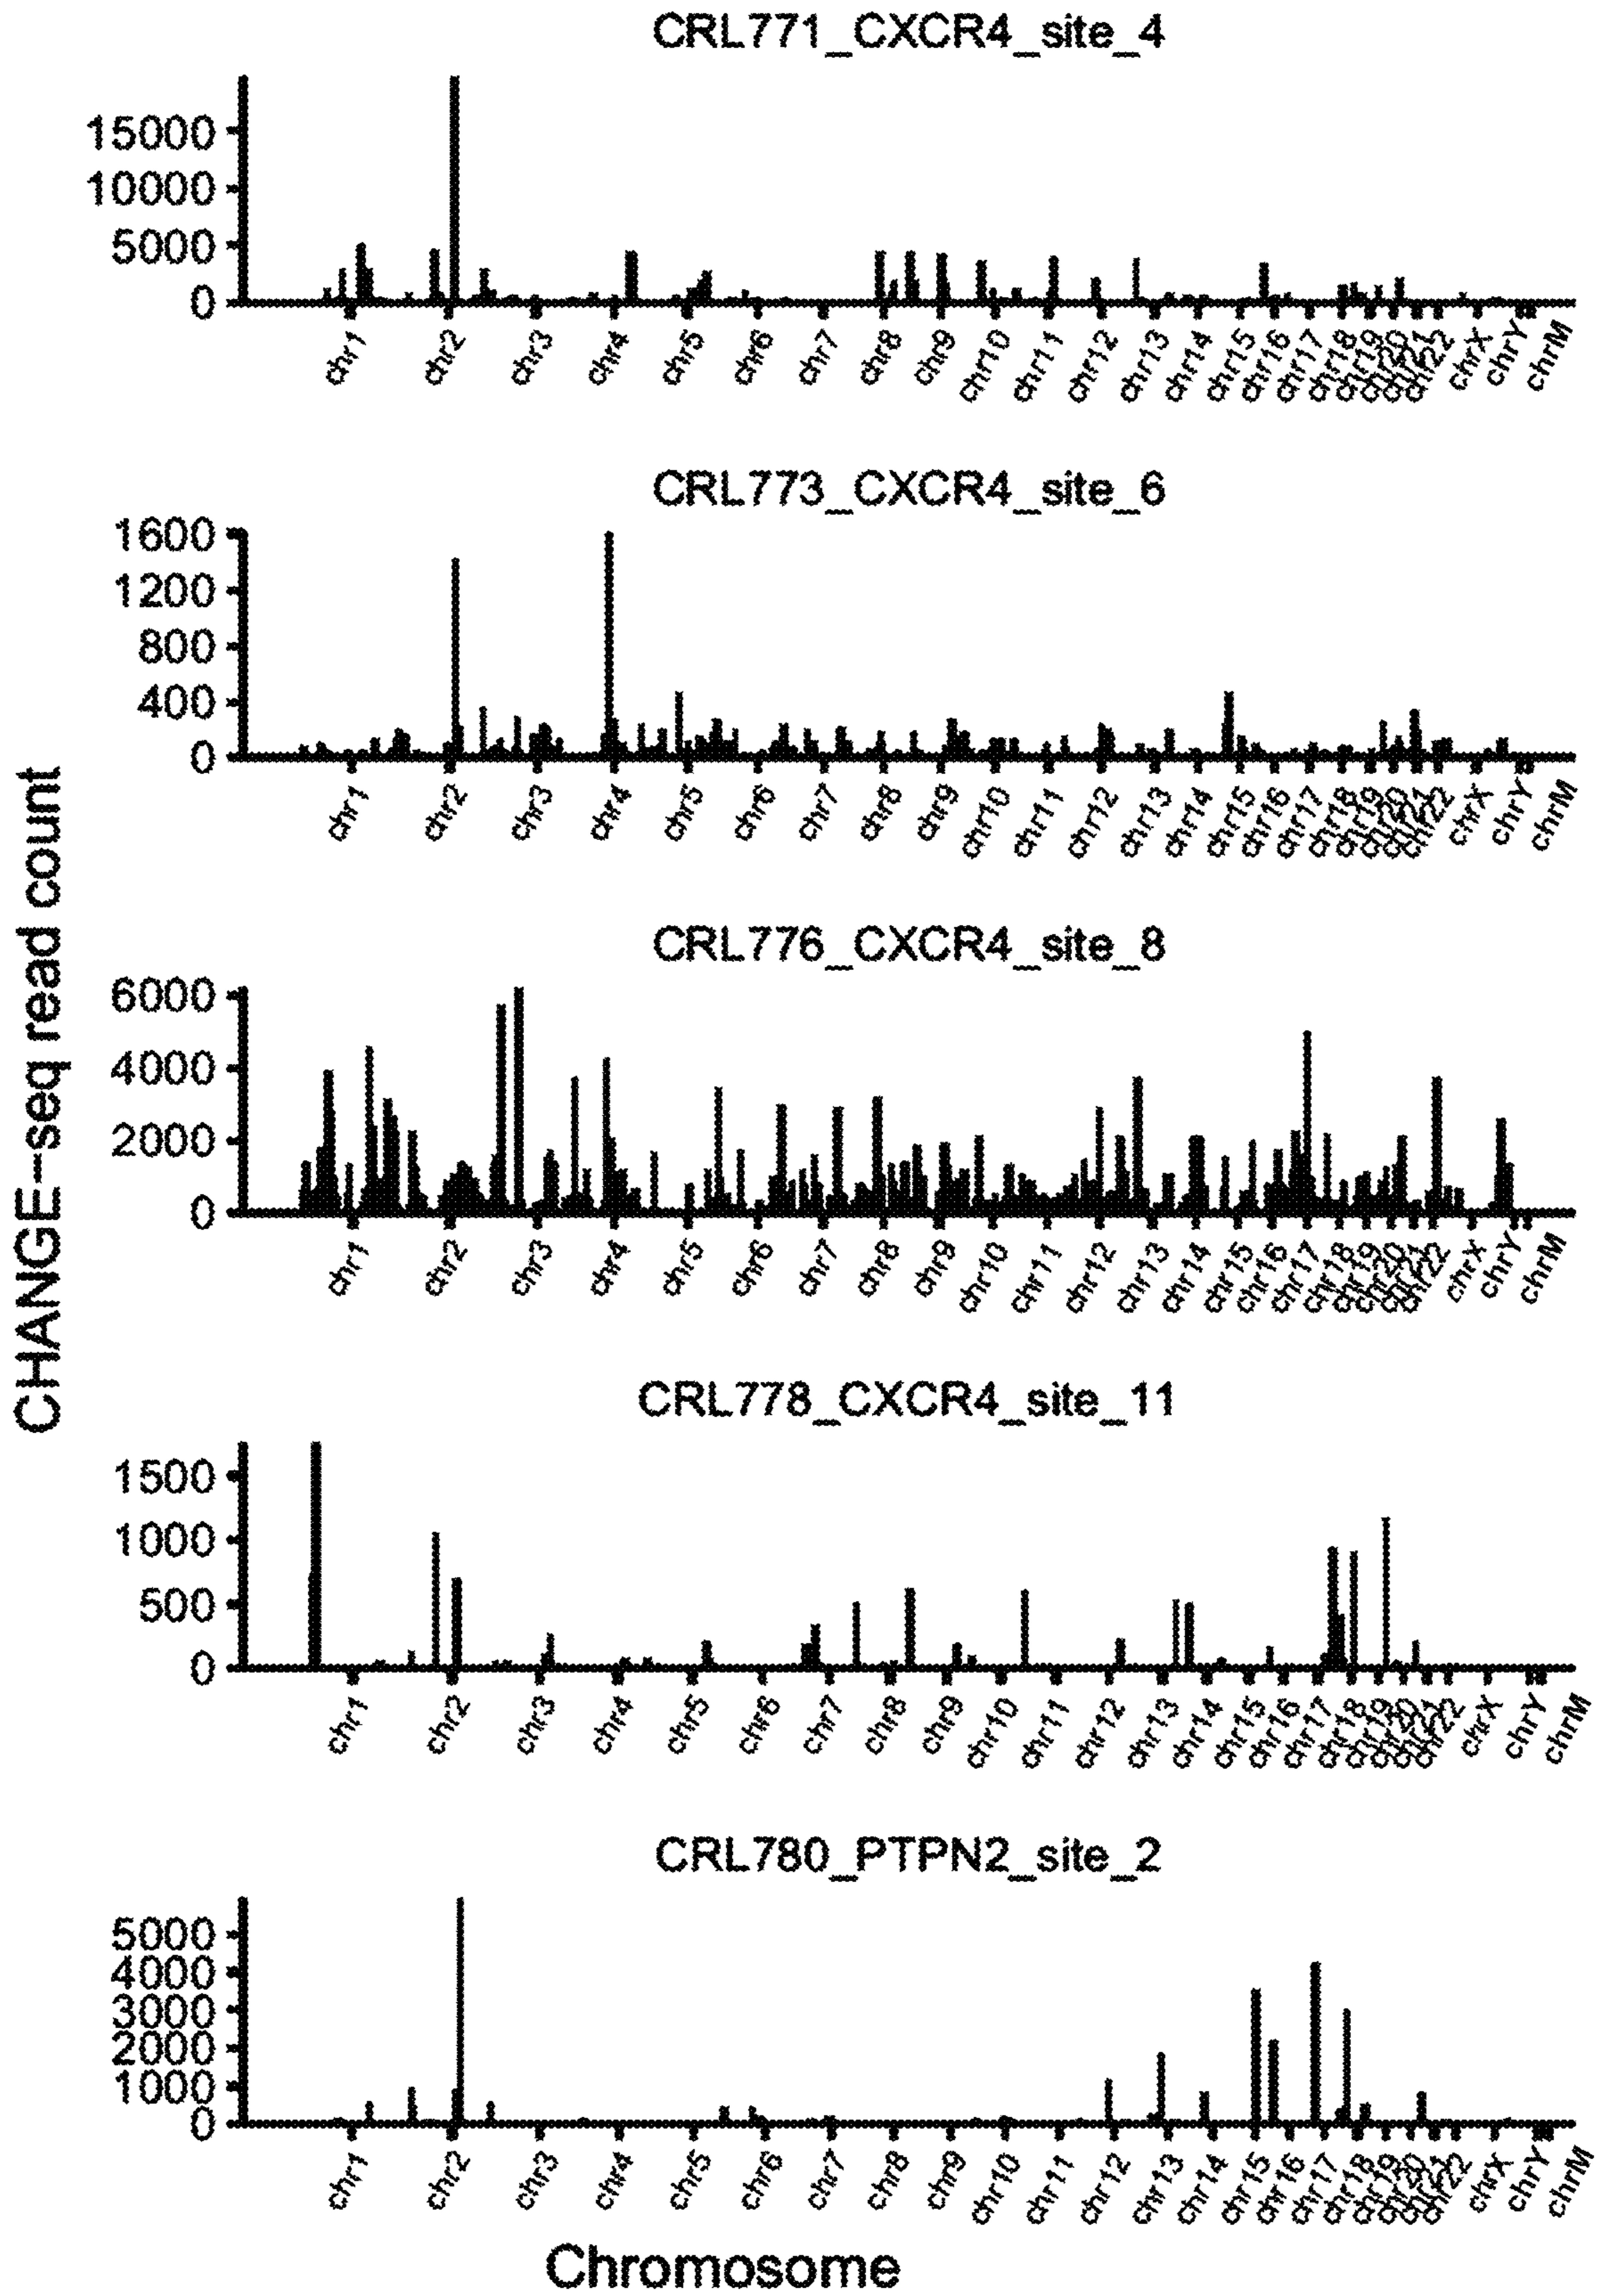 CRL771_CXCR4_site_4
15000
10000
5000
0
chr1 chr2 chr3 chr4 chr5 chr6 chr7 chr8 chr9 chr10 chr11 chr12 chr13 chr14 chr15 chr16 chr17 chr18 chr19 chr20 chr21 chr22 chrX chrY chrM
CRL773_CXCR4_site_6
1600
1200
800
400
0
chr1 chr2 chr3 chr4 chr5 chr6 chr7 chr8 chr9 chr10 chr11 chr12 chr13 chr14 chr15 chr16 chr17 chr18 chr19 chr20 chr21 chr22 chrX chrY chrM
CHANGE--seq read count
CRL776_CXCR4_site_8
6000
4000
2000
0
chr1 chr2 chr3 chr4 chr5 chr6 chr7 chr8 chr9 chr10 chr11 chr12 chr13 chr14 chr15 chr16 chr17 chr18 chr19 chr20 chr21 chr22 chrX chrY chrM
CRL778_CXCR4_site_11
1500
1000
500
0
chr1 chr2 chr3 chr4 chr5 chr6 chr7 chr8 chr9 chr10 chr11 chr12 chr13 chr14 chr15 chr16 chr17 chr18 chr19 chr20 chr21 chr22 chrX chrY chrM
CRL780_PTPN2_site_2
5000
4000
3000
2000
1000
0
chr1 chr2 chr3 chr4 chr5 chr6 chr7 chr8 chr9 chr10 chr11 chr12 chr13 chr14 chr15 chr16 chr17 chr18 chr19 chr20 chr21 chr22 chrX chrY chrM
Chromosome